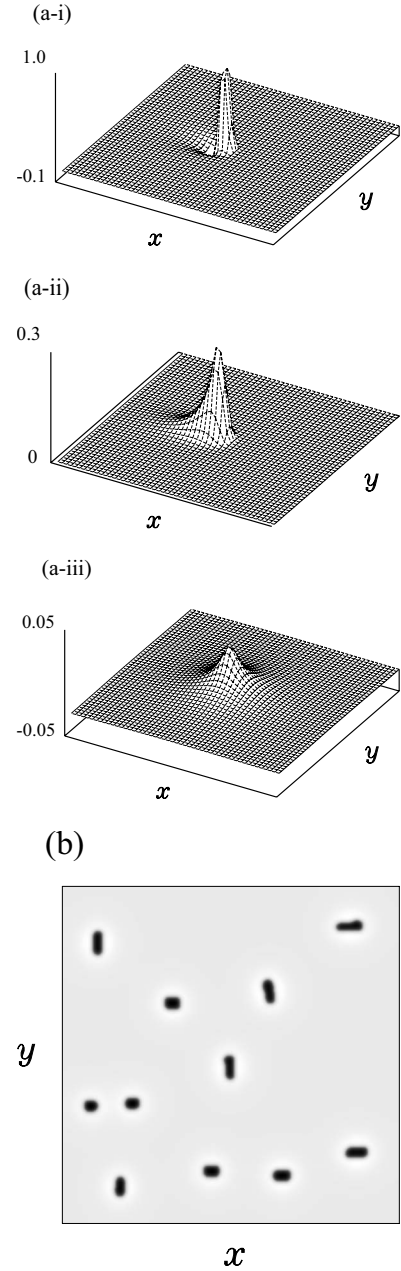 (a-i)
1.0
-0.1
x
y
(a-ii)
0.3
0
x
y
(a-iii)
0.05
-0.05
x
y
(b)
y
x